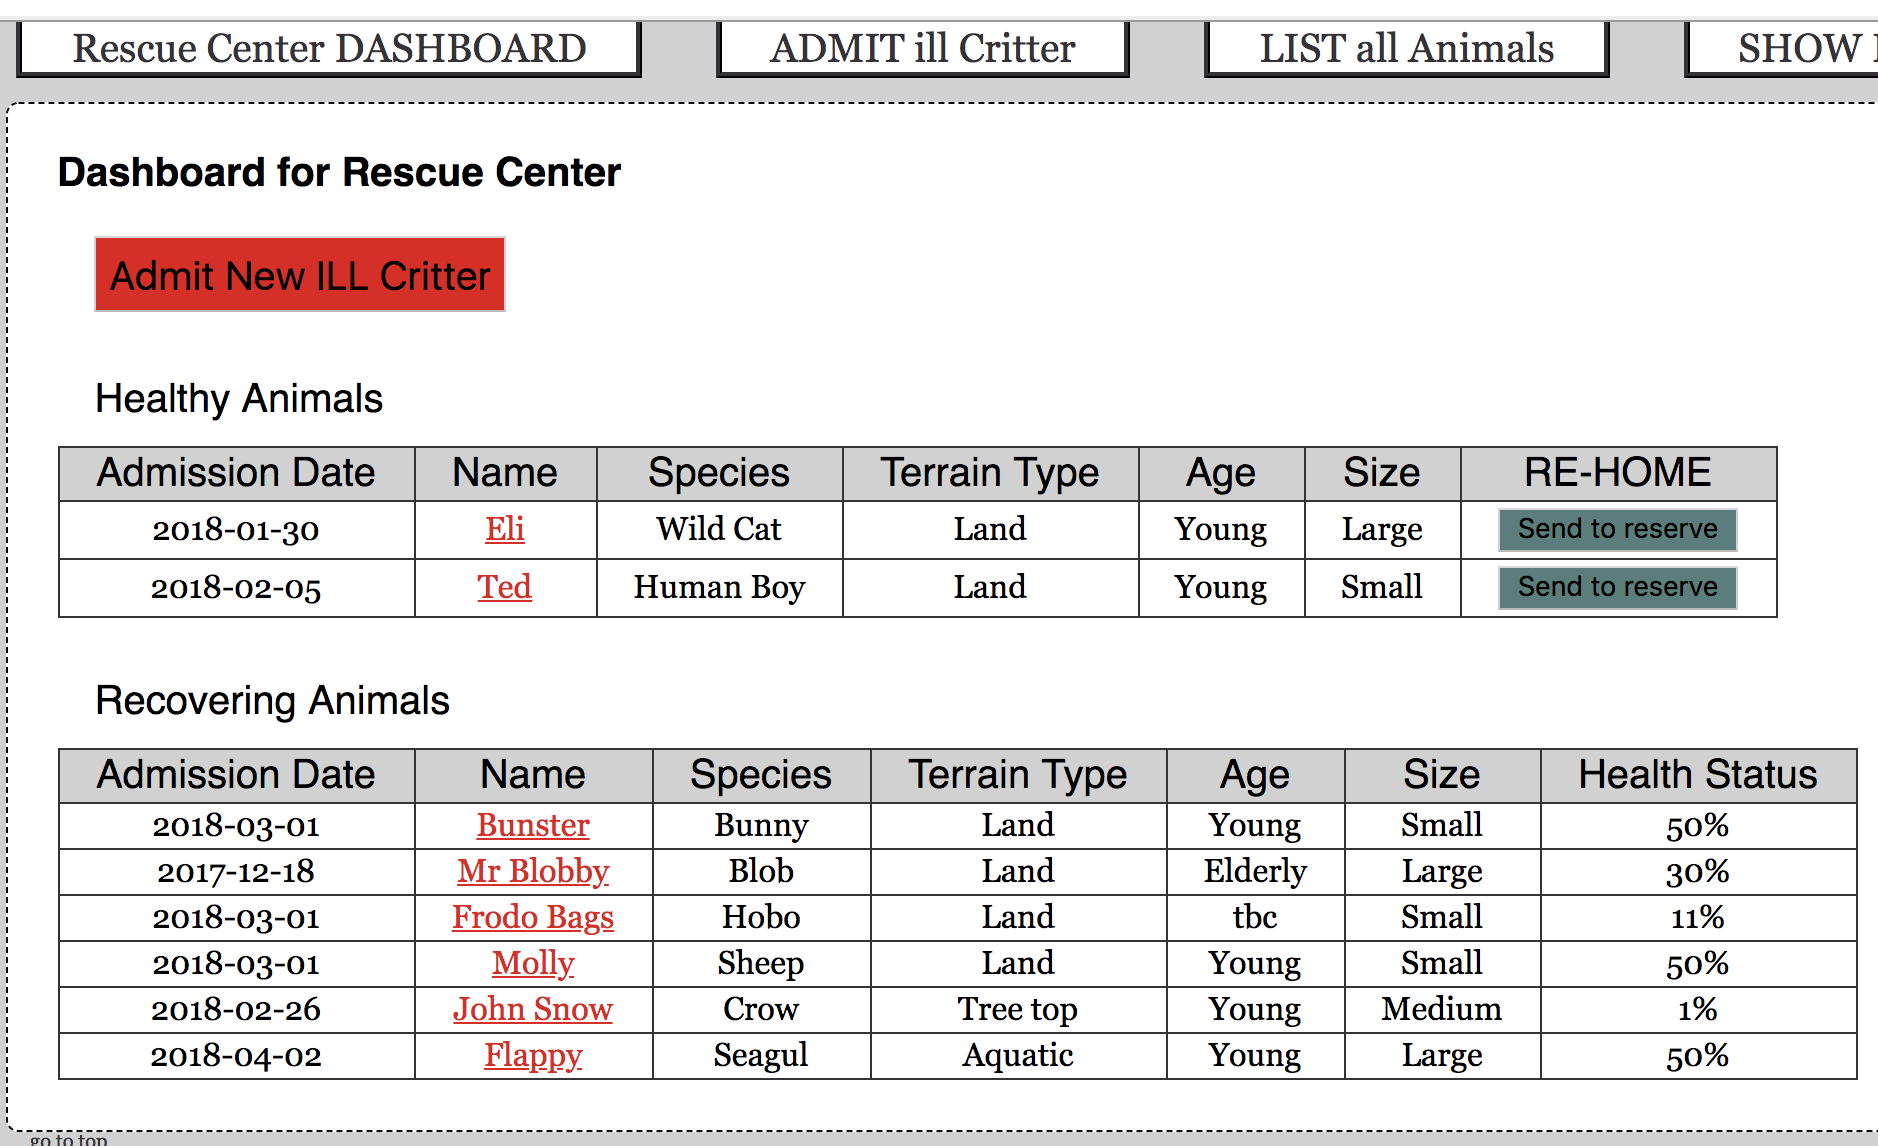 Rescue Center DASHBOARD ADMIT ill Critter LIST all Animals SHOW
Dashboard for Rescue Center
Admit New ILL Critter
Healthy Animals
Admission Date Name Species Terrain Type Age Size RE-HOME
2018-01-30 Eli Wild Cat Land Young Large Send to reserve
2018-02-05 Ted Human Boy Land Young Small Send to reserve
Recovering Animals
Admission Date Name Species Terrain Type Age Size Health Status
2018-03-01 Bunster Bunny Land Young Small 50%
2017-12-18 Mr Blobby Blob Land Elderly Large 30%
2018-03-01 Frodo Bags Hobo Land tbc Small 11%
2018-03-01 Molly Sheep Land Young Small 50%
2018-02-26 John Snow Crow Tree top Young Medium 1%
2018-04-02 Flappy Seagul Aquatic Young Large 50%
go to top